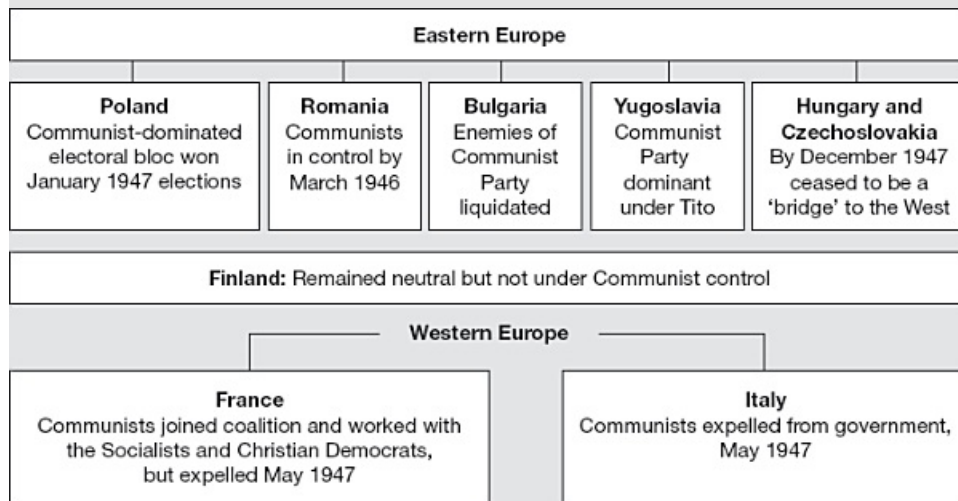 Eastern Europe
Poland
Communist-dominated
electoral bloc won
January 1947 elections
Romania
Communists
in control by
March 1946
Bulgaria
Enemies of
Communist
Party
liquidated
Yugoslavia
Communist
Party
dominant
under Tito
Hungary and
Czechoslovakia
By December 1947
ceased to be a
‘bridge’ to the West
Finland: Remained neutral but not under Communist control
Western Europe
France
Communists joined coalition and worked with
the Socialists and Christian Democrats,
but expelled May 1947
Italy
Communists expelled from government,
May 1947